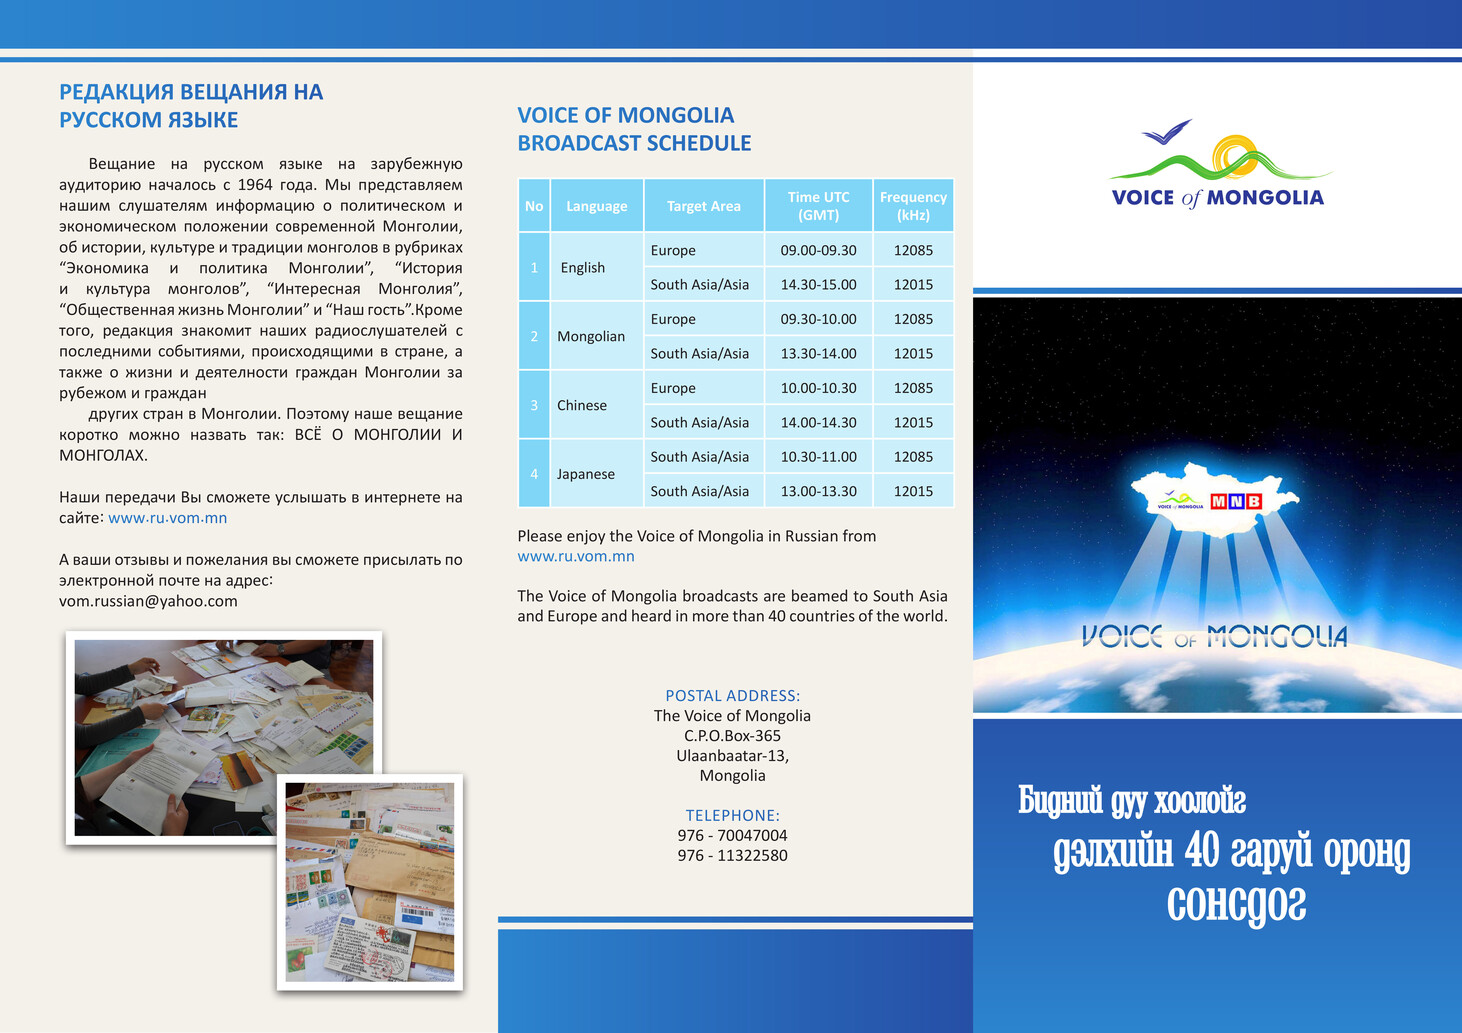 РЕДАКЦИЯ ВЕЩАНИЯ НА
РУССКОМ ЯЗЫКЕ
Вещание на русском языке на зарубежную
аудиторию началось с 1964 года. Мы представляем
нашим слушателям информацию о политическом и
экономическом положении современной Монголии,
об истории, культуре и традиции монголов в рубриках
“Экономика и политика Монголии”, “История
и культура монголов”, “Интересная Монголия”,
“Общественная жизнь Монголии” и “Наш гость”.Кроме
того, редакция знакомит наших радиослушателей с
последними событиями, происходящими в стране, а
также о жизни и деятелности граждан Монголии за
рубежом и граждан
других стран в Монголии. Поэтому наше вещание
коротко можно назвать так: ВСЁ О МОНГОЛИИ И
МОНГОЛАХ.
Наши передачи Вы сможете услышать в интернете на
сайте: www.ru.vom.mn
А ваши отзывы и пожелания вы сможете присылать по
электронной почте на адрес:
vom.russian@yahoo.com
VOICE OF MONGOLIA
BROADCAST SCHEDULE
No Language Target Area Time UTC (GMT) Frequency (kHz)
1 English Europe 09.00-09.30 12085
South Asia/Asia 14.30-15.00 12015
2 Mongolian Europe 09.30-10.00 12085
South Asia/Asia 13.30-14.00 12015
3 Chinese Europe 10.00-10.30 12085
South Asia/Asia 14.00-14.30 12015
4 Japanese South Asia/Asia 10.30-11.00 12085
South Asia/Asia 13.00-13.30 12015
Please enjoy the Voice of Mongolia in Russian from
www.ru.vom.mn
The Voice of Mongolia broadcasts are beamed to South Asia
and Europe and heard in more than 40 countries of the world.
POSTAL ADDRESS:
The Voice of Mongolia
C.P.O.Box-365
Ulaanbaatar-13,
Mongolia
TELEPHONE:
976 - 70047004
976 - 11322580
VOICE of MONGOLIA
VOICE of MONGOLIA MNB
VOICE OF MONGOLIA
Бидний дуу хоолойг
дэлхийн 40 гаруй оронд
сонсдог